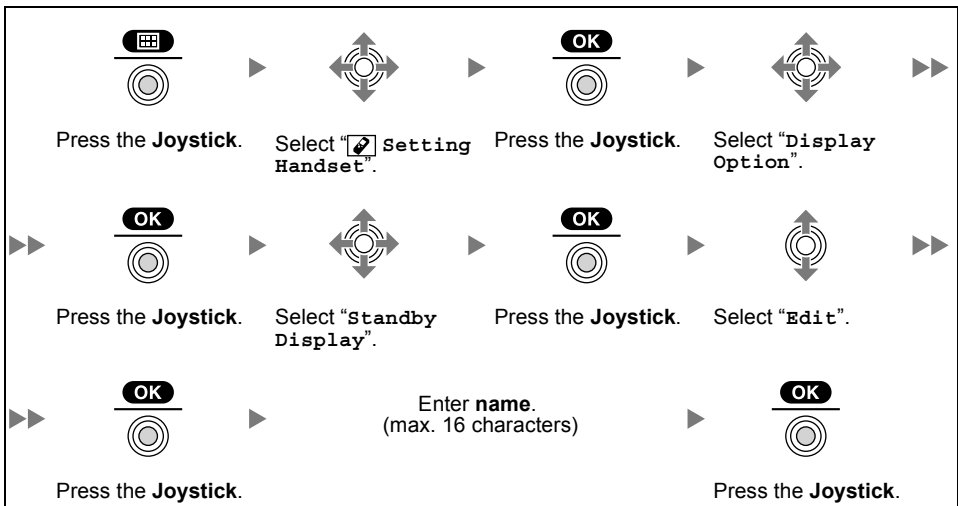 Press the Joystick.
Select “ Setting
Handset”.
OK
Press the Joystick.
Select “Display
Option”.
OK
Press the Joystick.
Select “Standby
Display”.
OK
Press the Joystick.
Select “Edit”.
OK
Press the Joystick.
Enter name.
(max. 16 characters)
OK
Press the Joystick.